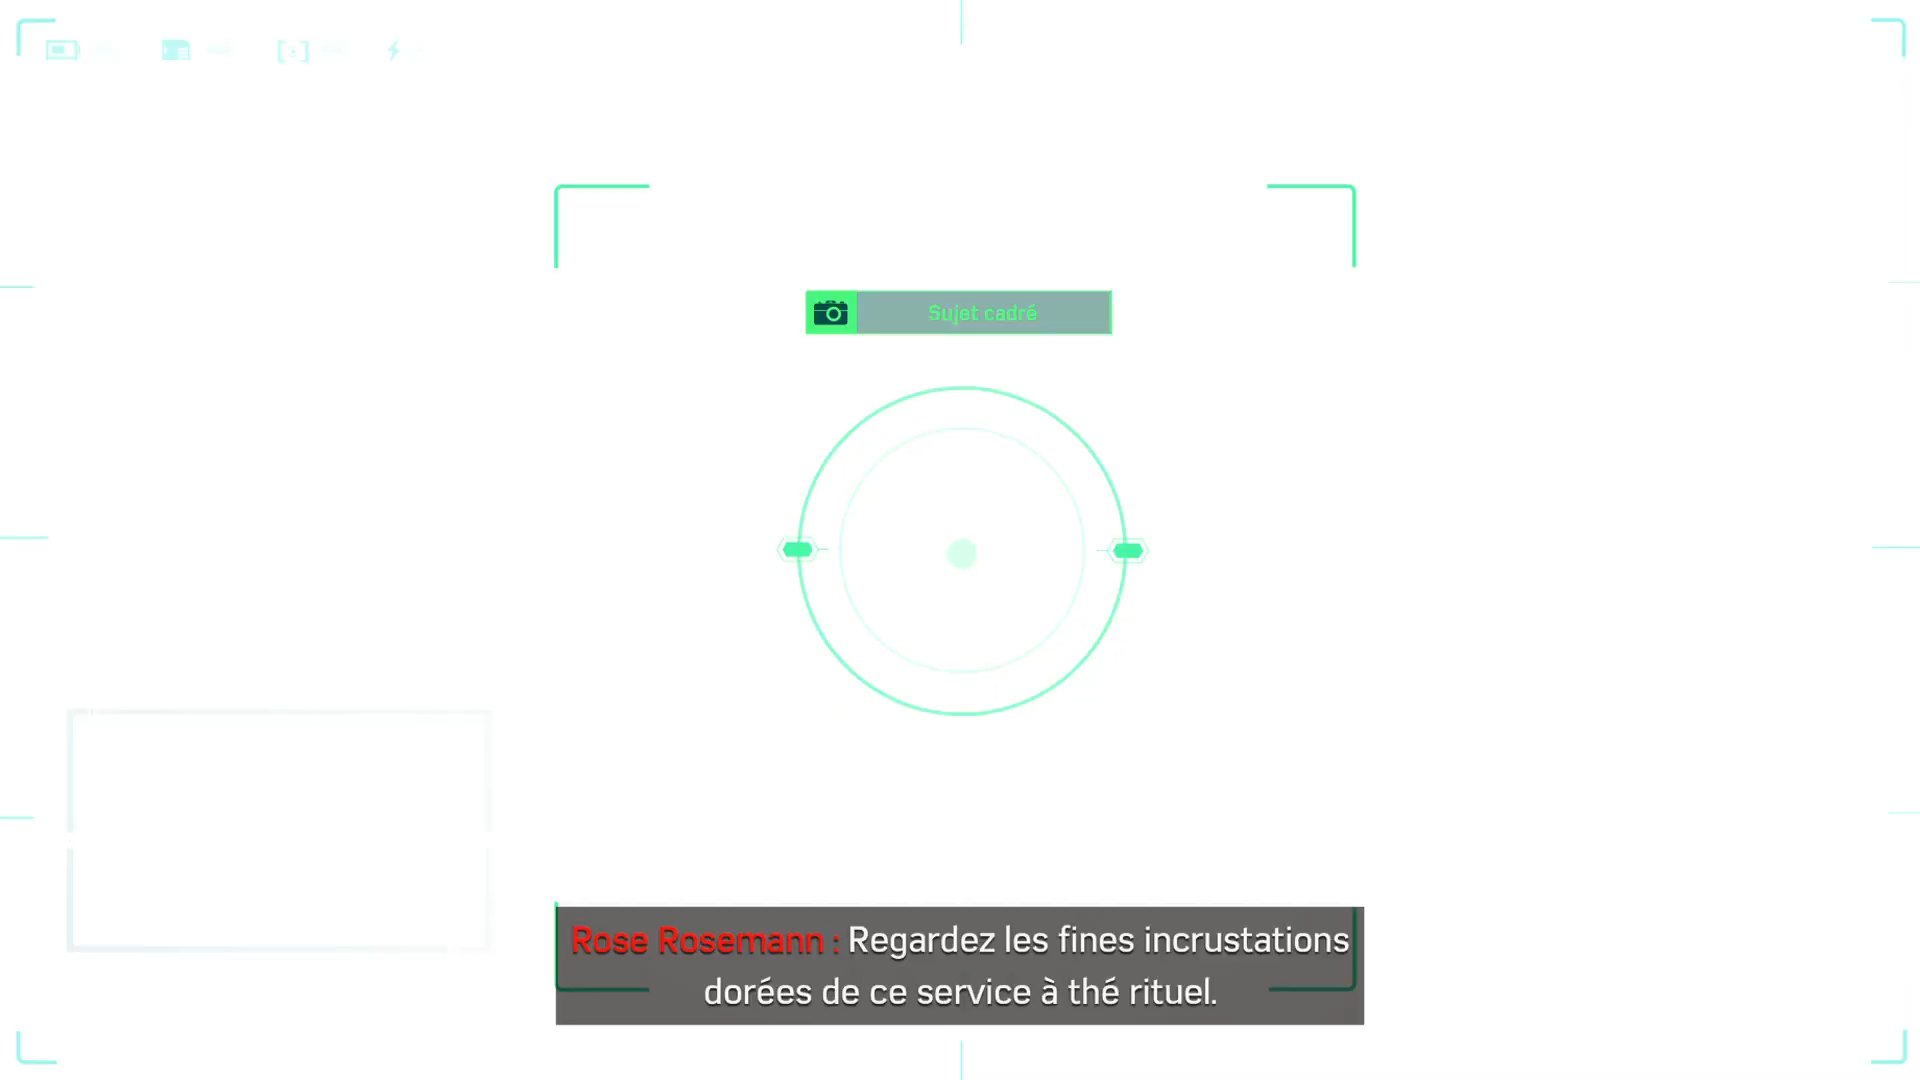 Sujet cadré
Rose Rosemann : Regardez les fines incrustations
dorées de ce service à thé rituel.